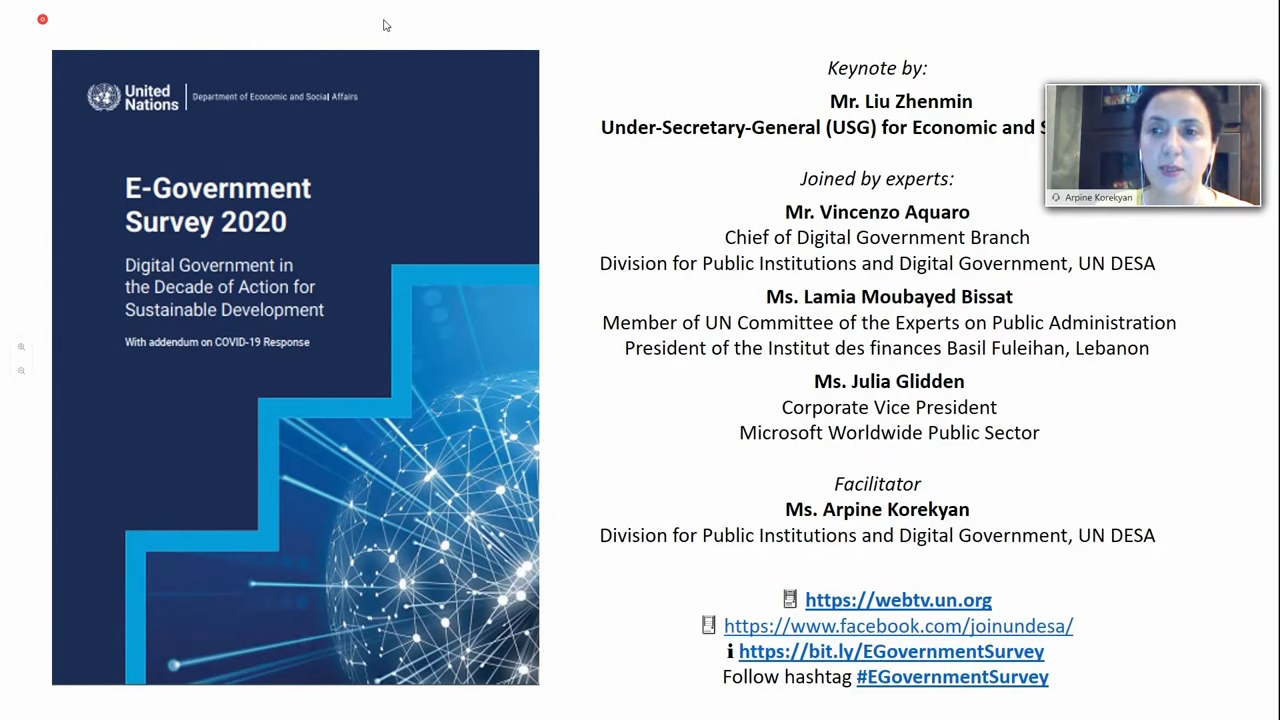 United
Nations
Department of Economic and Social Affairs
E-Government
Survey 2020
Digital Government in
the Decade of Action for
Sustainable Development
With addendum on COVID-19 Response
Keynote by:
Mr. Liu Zhenmin
Under-Secretary-General (USG) for Economic and S
Arpine Korekyan
Joined by experts:
Mr. Vincenzo Aquaro
Chief of Digital Government Branch
Division for Public Institutions and Digital Government, UN DESA
Ms. Lamia Moubayed Bissat
Member of UN Committee of the Experts on Public Administration
President of the Institut des finances Basil Fuleihan, Lebanon
Ms. Julia Glidden
Corporate Vice President
Microsoft Worldwide Public Sector
Facilitator
Ms. Arpine Korekyan
Division for Public Institutions and Digital Government, UN DESA
https://webtv.un.org
https://www.facebook.com/joinundesa/
https://bit.ly/EGovernmentSurvey
Follow hashtag #EGovernmentSurvey